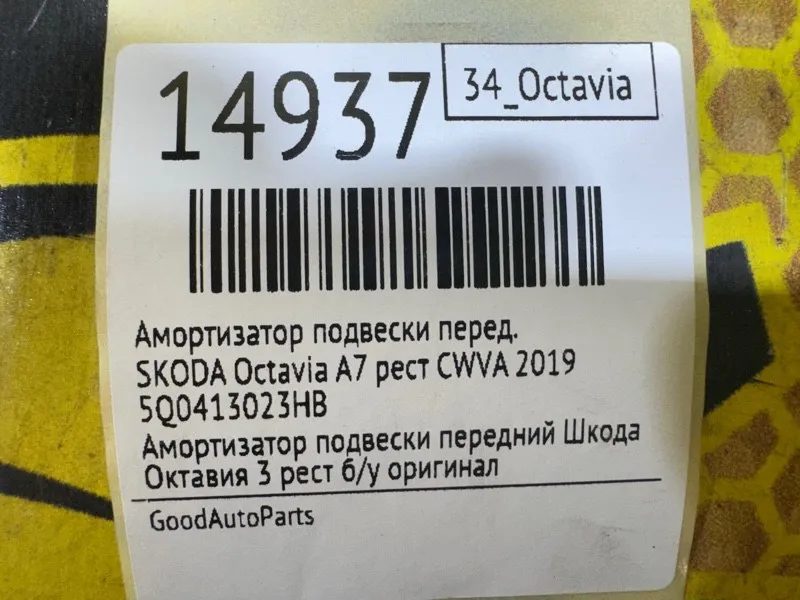 14937
34_Octavia
Амортизатор подвески перед.
SKODA Octavia A7 рест CWVA 2019
5Q0413023HB
Амортизатор подвески передний Шкода
Октавия 3 рест б/у оригинал
GoodAutoParts